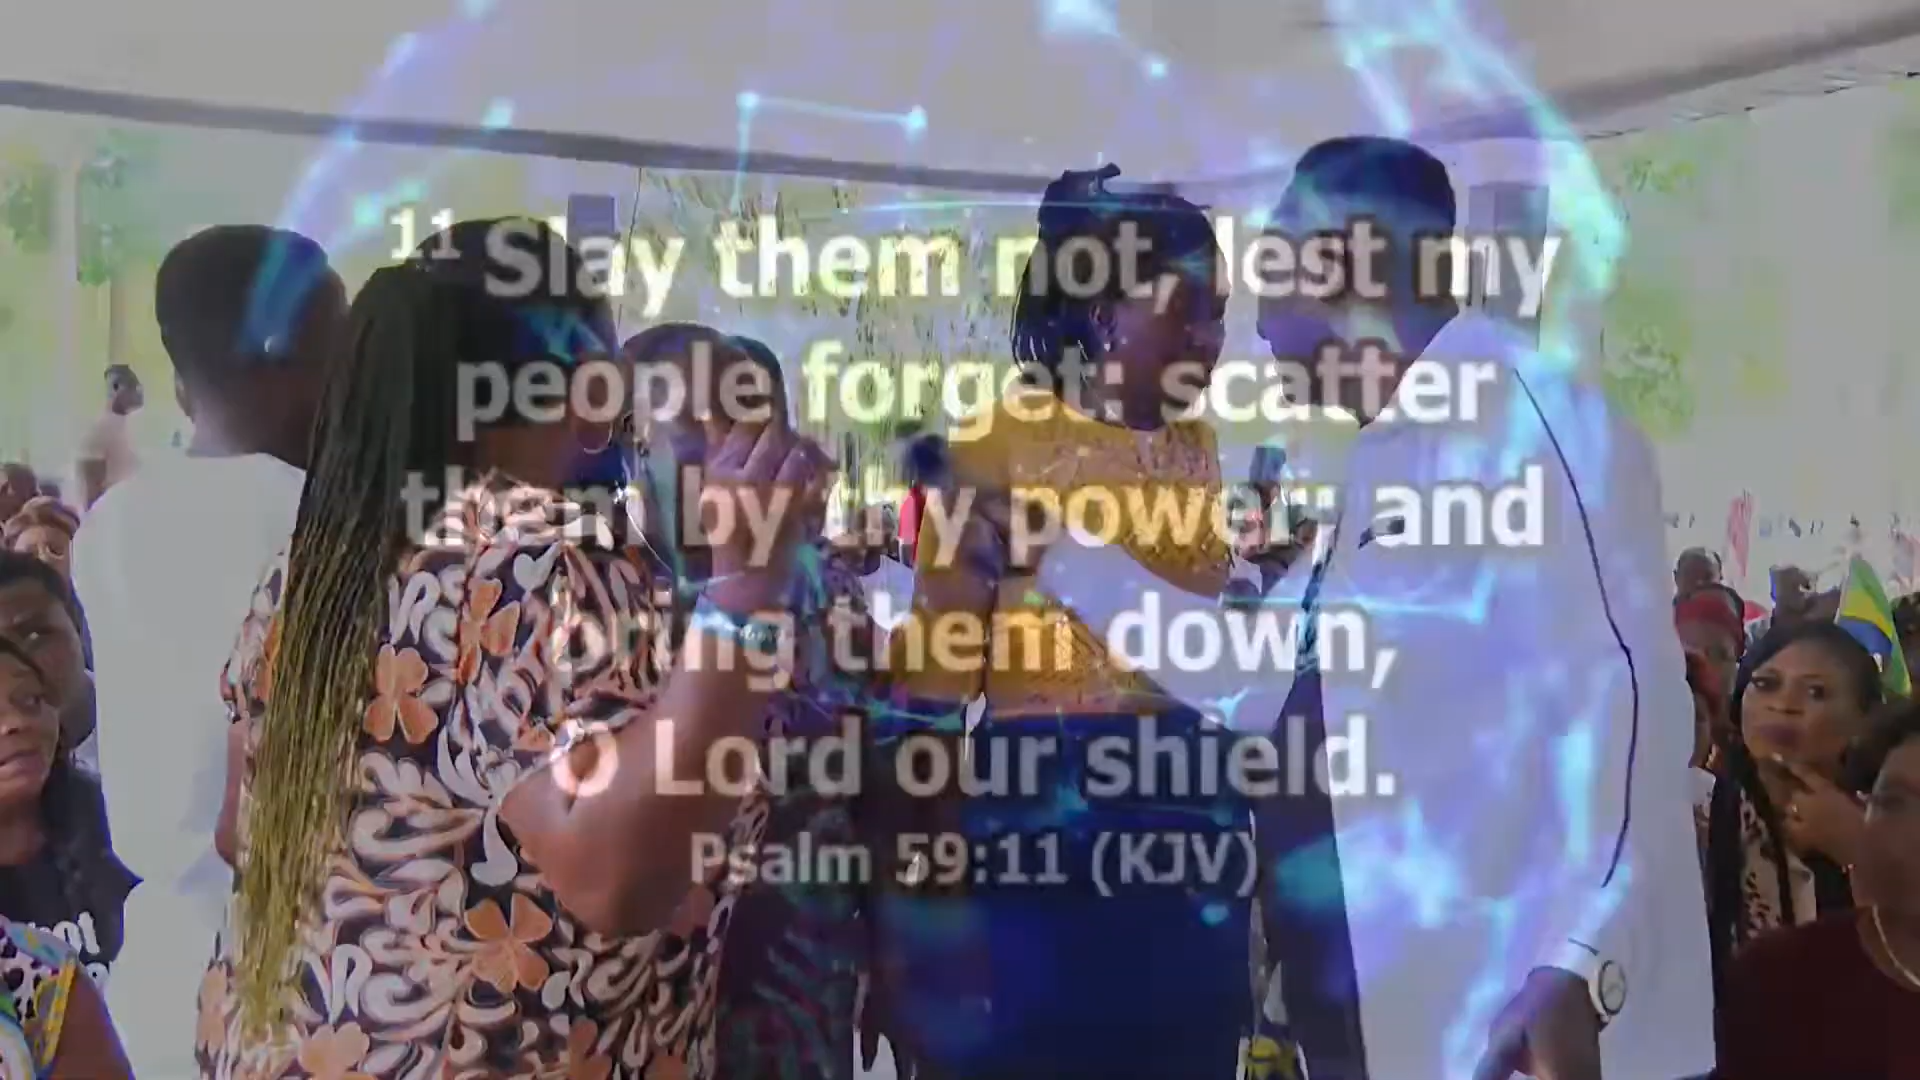 11 Slay them not, lest my
people forget: scatter
them by thy power; and
bring them down,
O Lord our shield.
Psalm 59:11 (KJV)